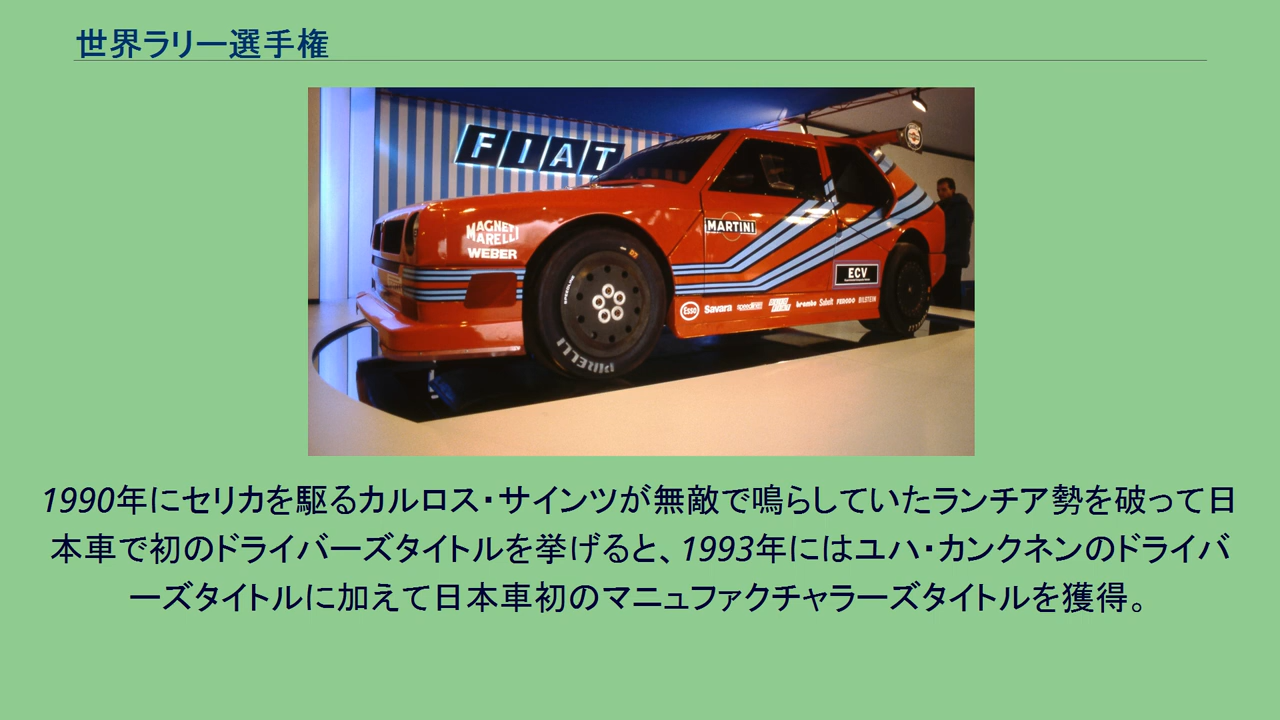 世界ラリー選手権
FIAT
MARTINI
MAGNETI
MARELLI
WEBER
MARTINI
ECV
Esso Savara speedline brembo Sabelt FERODO BILSTEIN
PIRELLI
1990年にセリカを駆るカルロス・サインツが無敵で鳴らしていたランチア勢を破って日
本車で初のドライバーズタイトルを挙げると、1993年にはユハ・カンクネンのドライバ
ーズタイトルに加えて日本車初のマニュファクチャラーズタイトルを獲得。